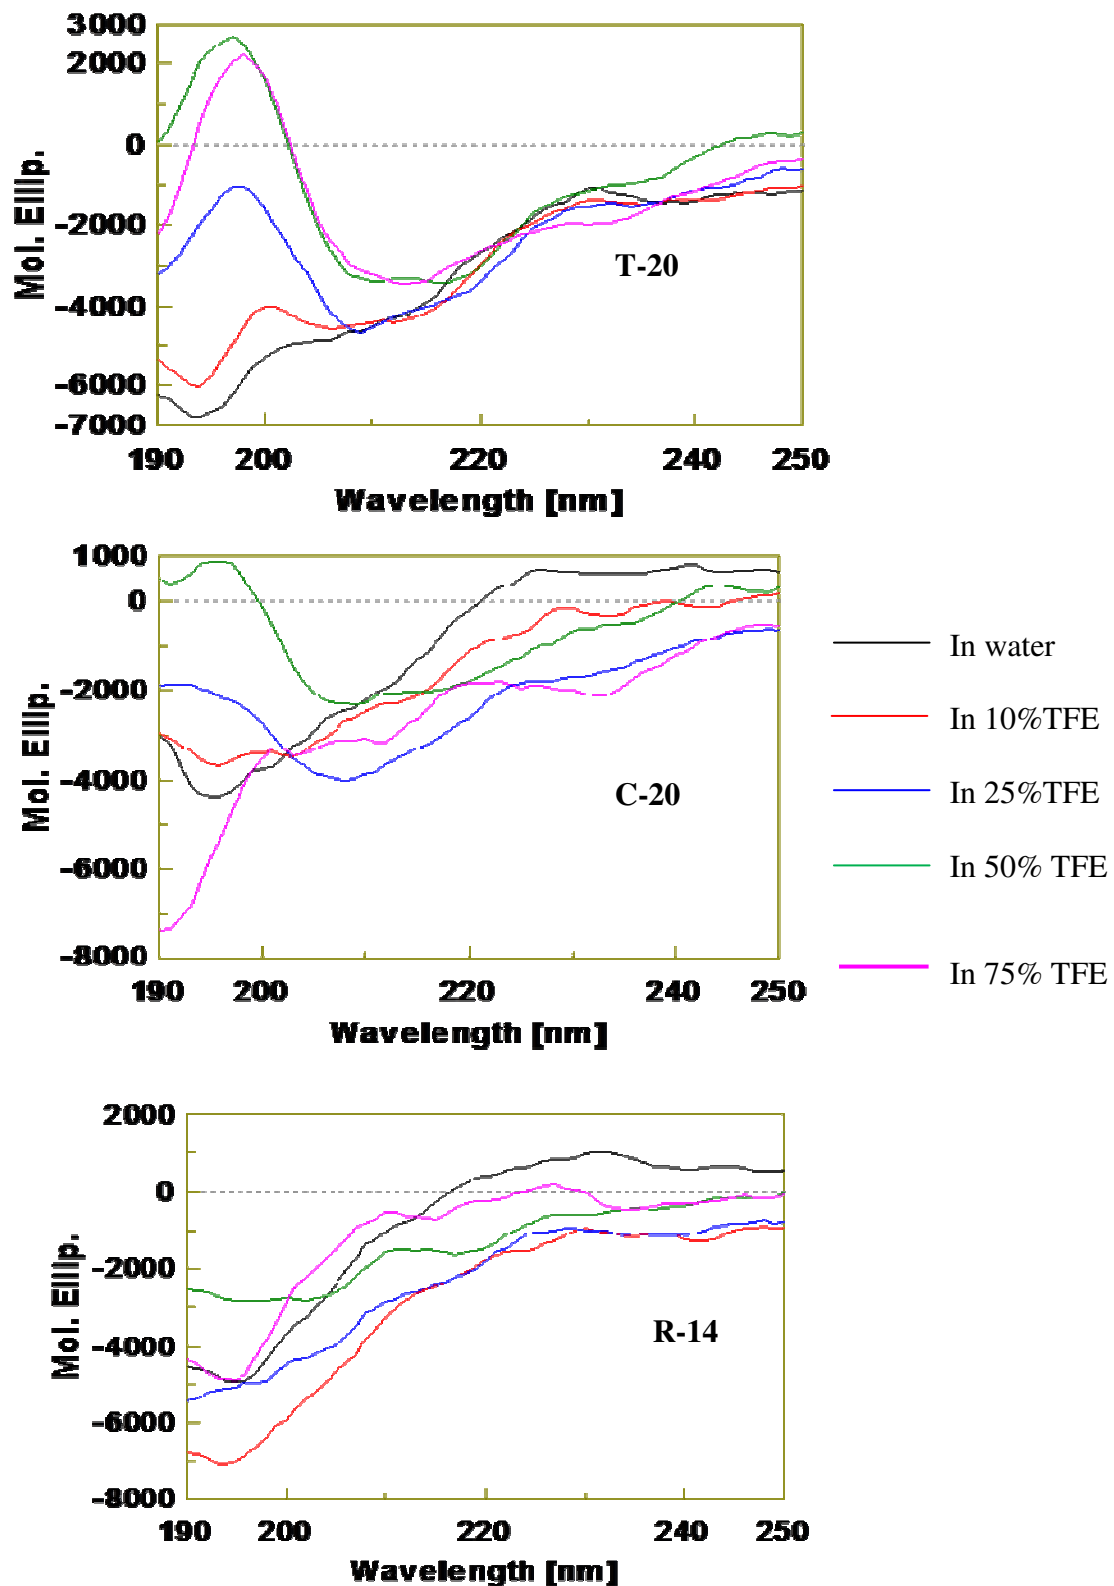 3000
2000
0
-2000
-4000
-6000
-7000
Mol. Ellip.
T-20
190 200 220 240 250
Wavelength [nm]
1000
0
-2000
-4000
-6000
-8000
Mol. Ellip.
C-20
190 200 220 240 250
Wavelength [nm]
In water
In 10%TFE
In 25%TFE
In 50% TFE
In 75% TFE
2000
0
-2000
-4000
-6000
-8000
Mol. Ellip.
R-14
190 200 220 240 250
Wavelength [nm]